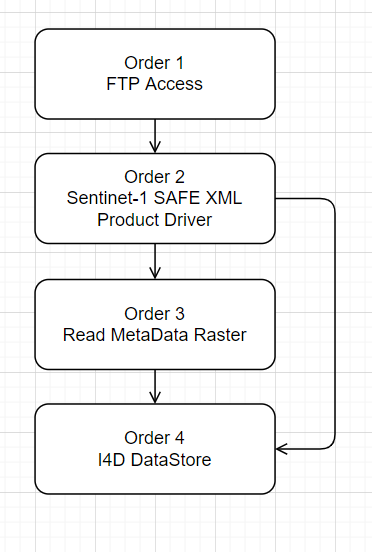 Order 1
FTP Access
Order 2
Sentinet-1 SAFE XML
Product Driver
Order 3
Read MetaData Raster
Order 4
I4D DataStore